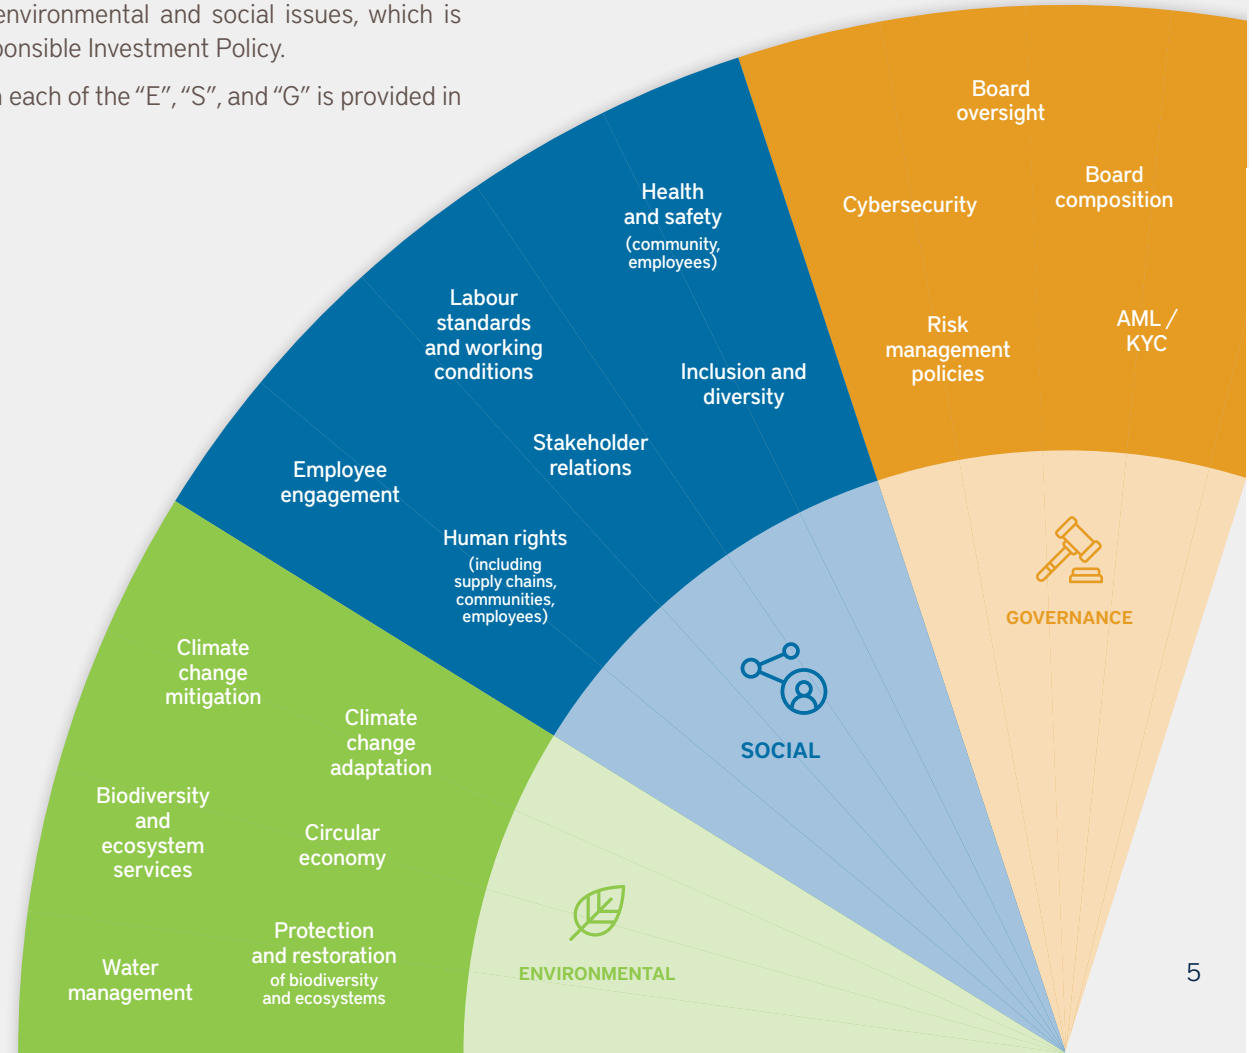 environmental and social issues, which is
ponsible Investment Policy.
each of the “E”, “S”, and “G” is provided in
Board
oversight
Board
composition
Cybersecurity
Risk
management
policies
AML /
KYC
GOVERNANCE
Health
and safety
(community,
employees)
Labour
standards
and working
conditions
Inclusion and
diversity
Stakeholder
relations
Employee
engagement
Human rights
(including
supply chains,
communities,
employees)
SOCIAL
Climate
change
mitigation
Climate
change
adaptation
Biodiversity
and
ecosystem
services
Circular
economy
Protection
and restoration
of biodiversity
and ecosystems
Water
management
ENVIRONMENTAL
5